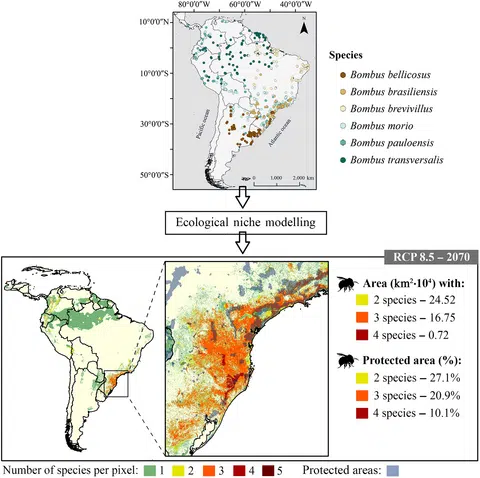 80°0'0"W 60°0'0"W 40°0'0"W
10°0'0"N
N
10°0'0"S
30°0'0"S
50°0'0"S
Pacific ocean
Atlantic ocean
0 1.000 2.000 km
Species
Bombus bellicosus
Bombus brasiliensis
Bombus brevivillus
Bombus morio
Bombus pauloensis
Bombus transversalis
Ecological niche modelling
RCP 8.5 – 2070
Area (km²·10⁴) with:
2 species – 24.52
3 species – 16.75
4 species – 0.72
Protected area (%):
2 species – 27.1%
3 species – 20.9%
4 species – 10.1%
Number of species per pixel: 1 2 3 4 5 Protected areas: